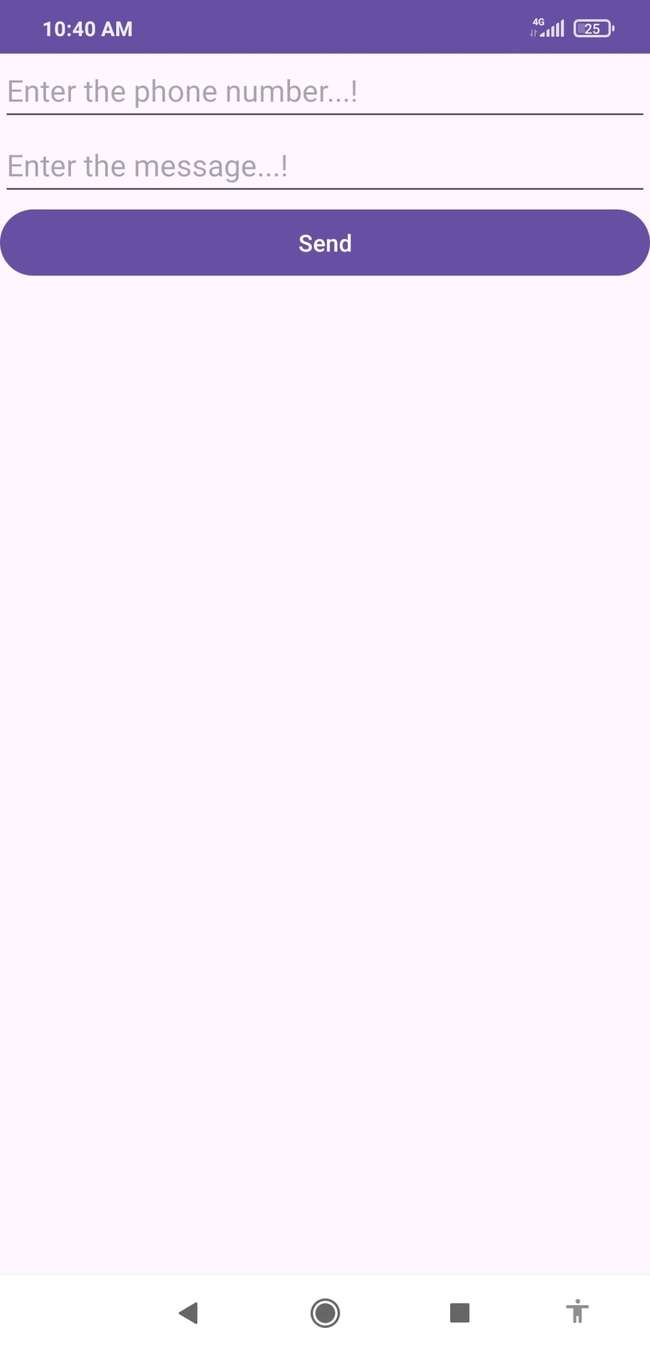 10:40 AM 4G 25
Enter the phone number...!
Enter the message...!
Send